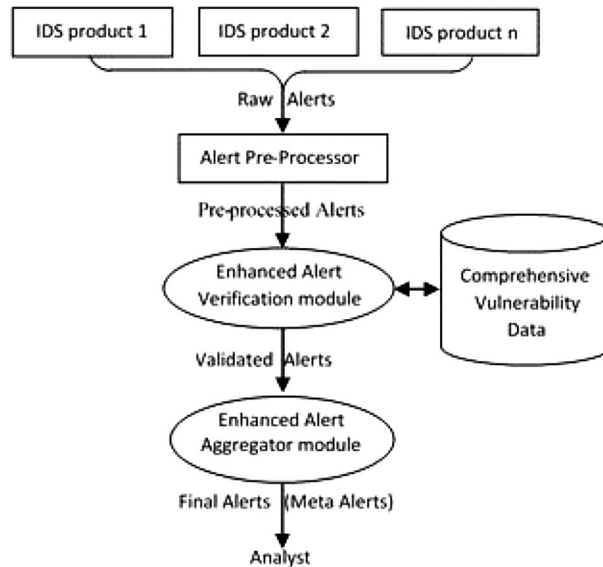 IDS product 1
IDS product 2
IDS product n
Raw Alerts
Alert Pre-Processor
Pre-processed Alerts
Enhanced Alert
Verification module
Comprehensive
Vulnerability
Data
Validated Alerts
Enhanced Alert
Aggregator module
Final Alerts (Meta Alerts)
Analyst